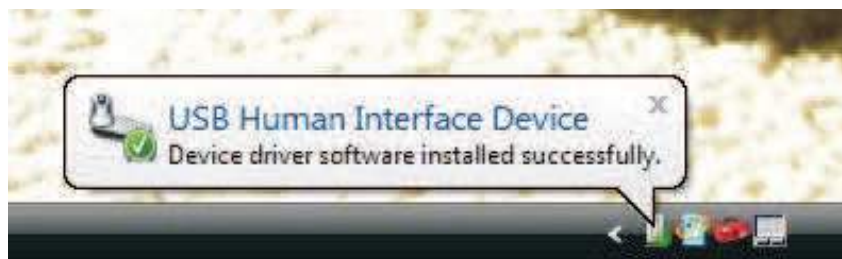 USB Human Interface Device
Device driver software installed successfully.